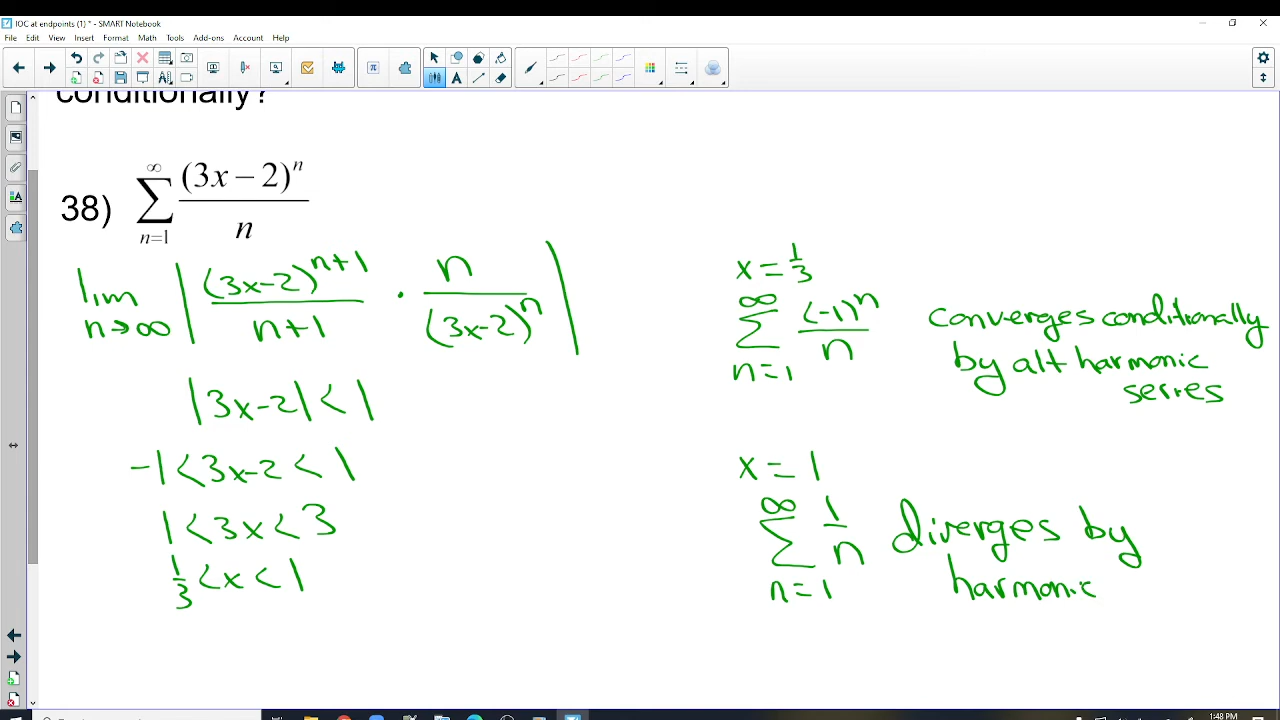 IOC at endpoints (1) * - SMART Notebook
File Edit View Insert Format Math Tools Add-ons Account Help
conditionally?
38) ∞ ∑ n=1 (3x − 2)^n / n
lim n→∞ | (3x-2)^(n+1) / (n+1) · n / (3x-2)^n |
|3x-2| < 1
-1 < 3x-2 < 1
1 < 3x < 3
1/3 < x < 1
x = 1/3
∞ ∑ n=1 (-1)^n / n
converges conditionally
by alt harmonic
series
x = 1
∞ ∑ n=1 1/n
diverges by
harmonic
1:48 PM